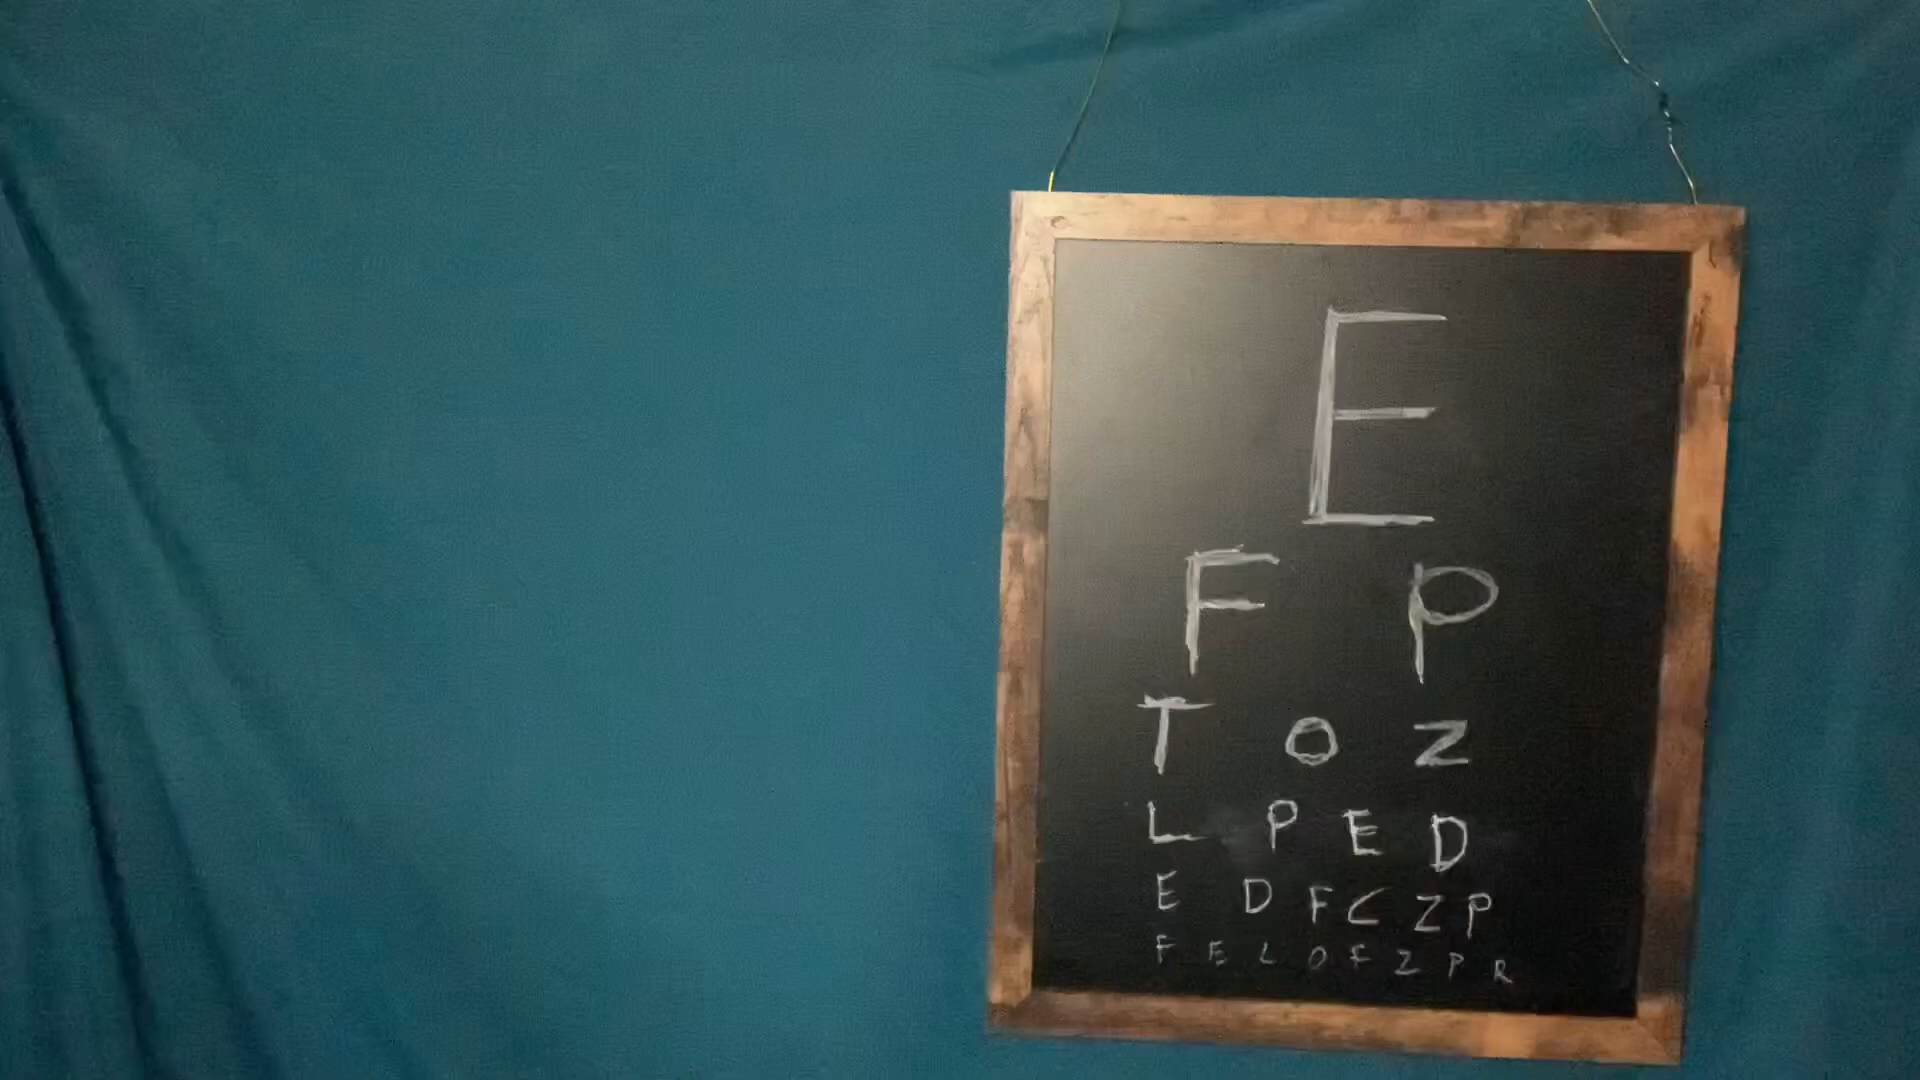 E
F P
T O Z
L P E D
E D F C Z P
F E L O F Z P R